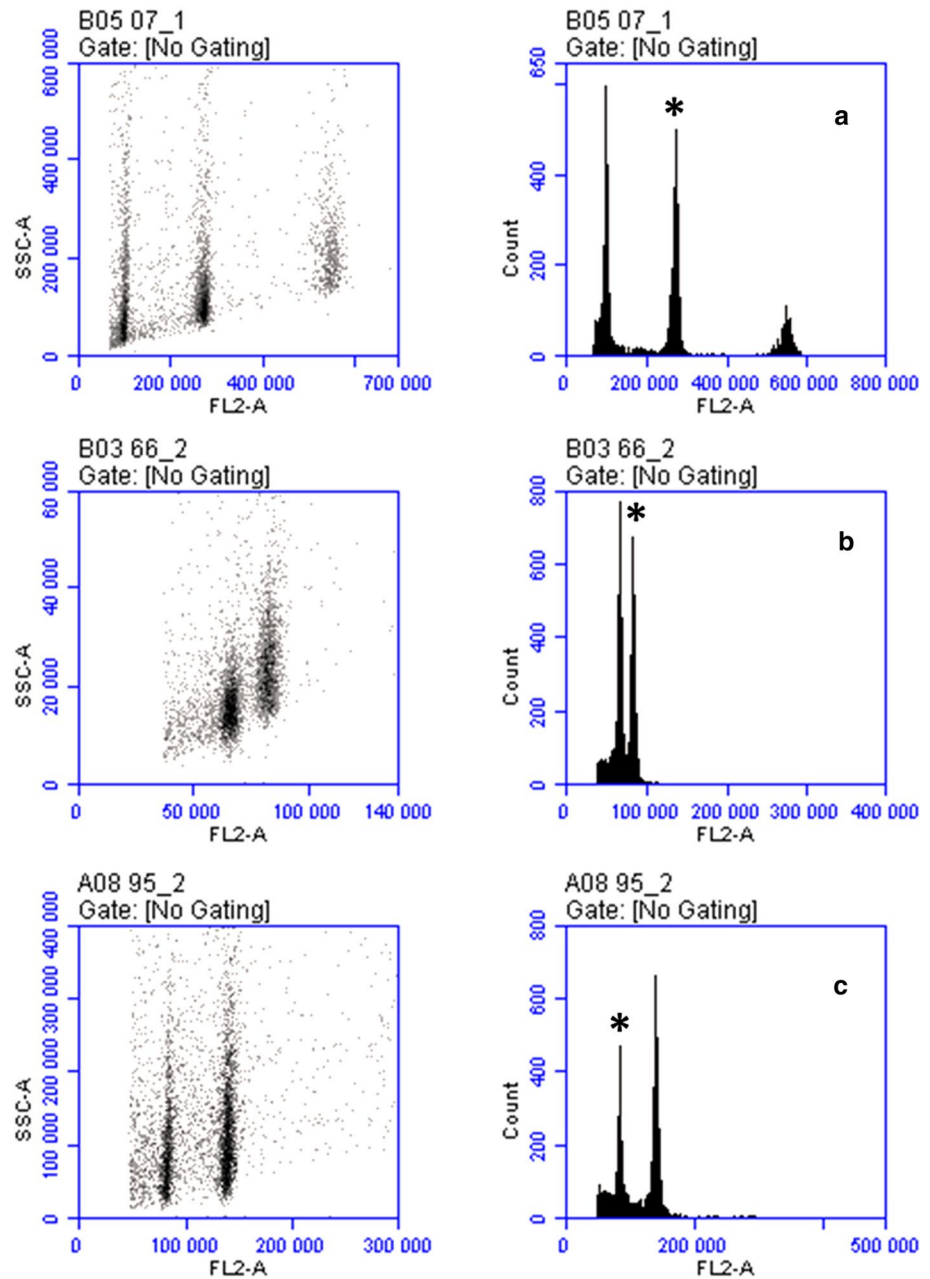 B05 07_1
Gate: [No Gating]
600 000
400 000
200 000
0
SSC-A
0 200 000 400 000 700 000
FL2-A
B05 07_1
Gate: [No Gating]
650
400
200
0
Count
*
a
0 200 000 400 000 600 000 800 000
FL2-A
B03 66_2
Gate: [No Gating]
60 000
40 000
20 000
0
SSC-A
0 50 000 100 000 140 000
FL2-A
B03 66_2
Gate: [No Gating]
800
600
400
200
0
Count
*
b
0 100 000 200 000 300 000 400 000
FL2-A
A08 95_2
Gate: [No Gating]
400 000
300 000
200 000
100 000
0
SSC-A
0 100 000 200 000 300 000
FL2-A
A08 95_2
Gate: [No Gating]
800
600
400
200
0
Count
*
c
0 200 000 500 000
FL2-A